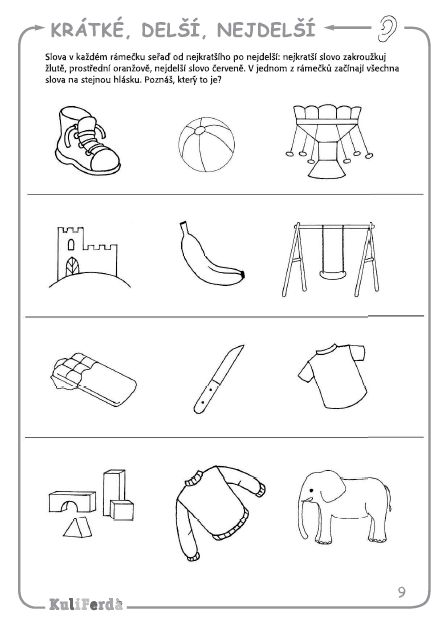 KRÁTKÉ, DELŠÍ, NEJDELŠÍ
Slova v každém rámečku seřaď od nejkratšího po nejdelší: nejkratší slovo zakroužkuj
žlutě, prostřední oranžově, nejdelší slovo červeně. V jednom z rámečků začínají všechna
slova na stejnou hlásku. Poznáš, který to je?
9
KuliFerda